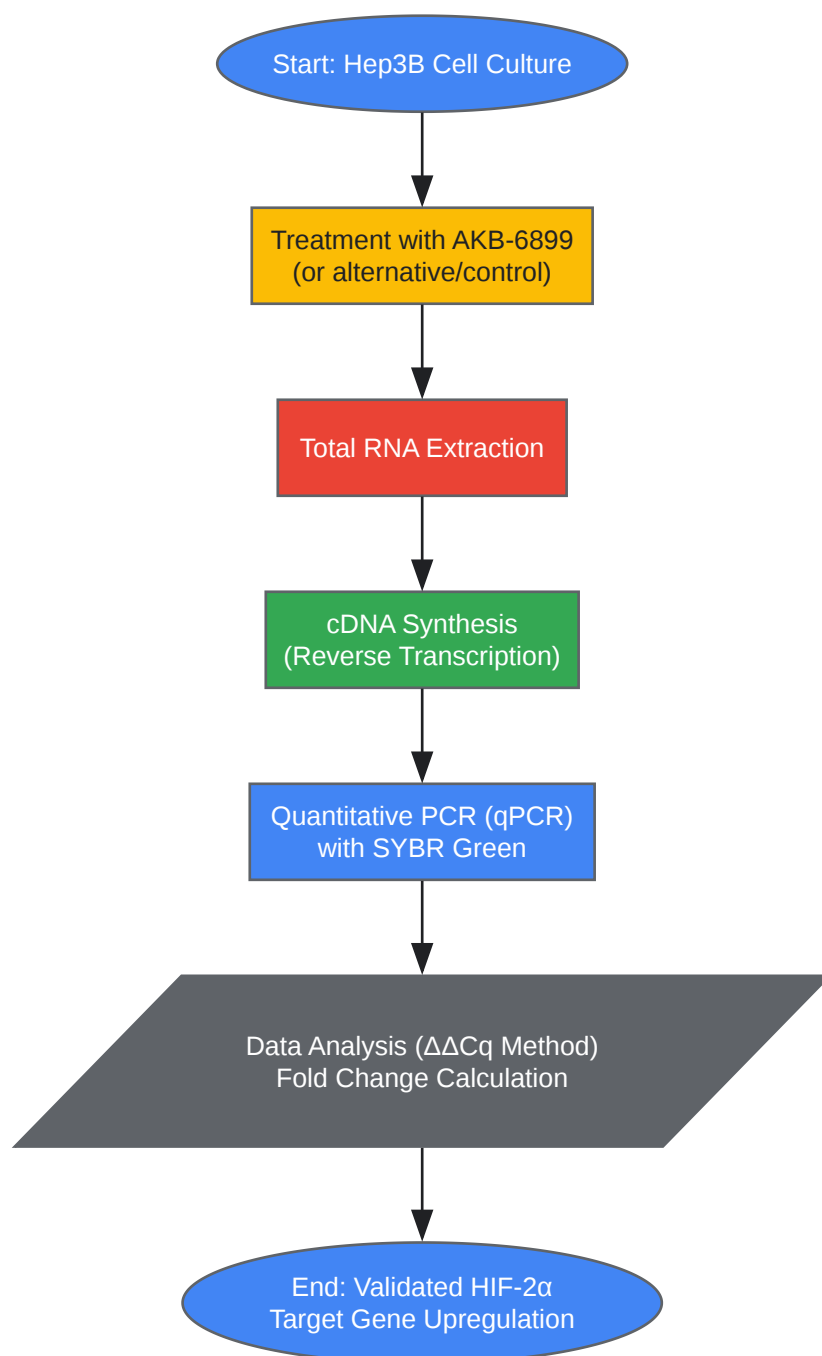 Start: Hep3B Cell Culture
Treatment with AKB-6899
(or alternative/control)
Total RNA Extraction
cDNA Synthesis
(Reverse Transcription)
Quantitative PCR (qPCR)
with SYBR Green
Data Analysis (ΔΔCq Method)
Fold Change Calculation
End: Validated HIF-2α
Target Gene Upregulation